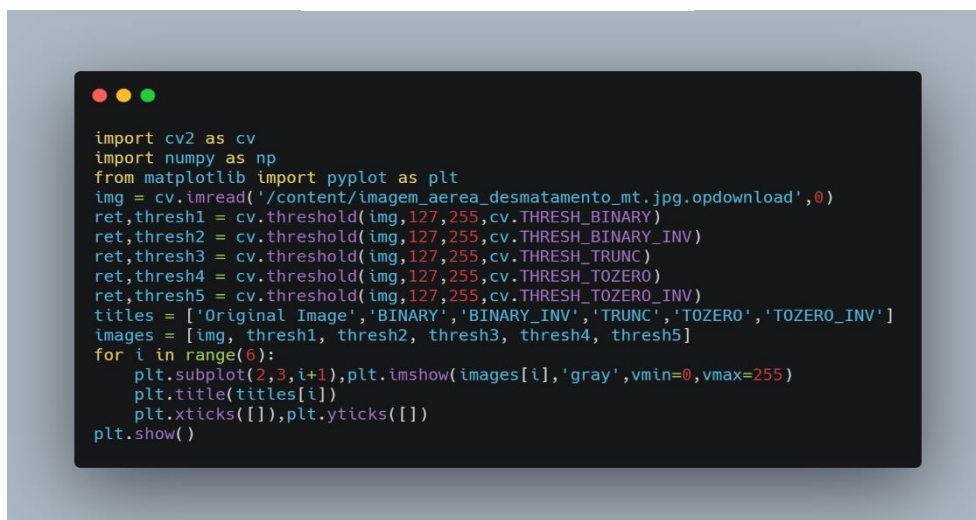 import cv2 as cv
import numpy as np
from matplotlib import pyplot as plt
img = cv.imread('/content/imagem_aerea_desmatamento_mt.jpg.opdownload',0)
ret,thresh1 = cv.threshold(img,127,255,cv.THRESH_BINARY)
ret,thresh2 = cv.threshold(img,127,255,cv.THRESH_BINARY_INV)
ret,thresh3 = cv.threshold(img,127,255,cv.THRESH_TRUNC)
ret,thresh4 = cv.threshold(img,127,255,cv.THRESH_TOZERO)
ret,thresh5 = cv.threshold(img,127,255,cv.THRESH_TOZERO_INV)
titles = ['Original Image','BINARY','BINARY_INV','TRUNC','TOZERO','TOZERO_INV']
images = [img, thresh1, thresh2, thresh3, thresh4, thresh5]
for i in range(6):
    plt.subplot(2,3,i+1),plt.imshow(images[i],'gray',vmin=0,vmax=255)
    plt.title(titles[i])
    plt.xticks([]),plt.yticks([])
plt.show()